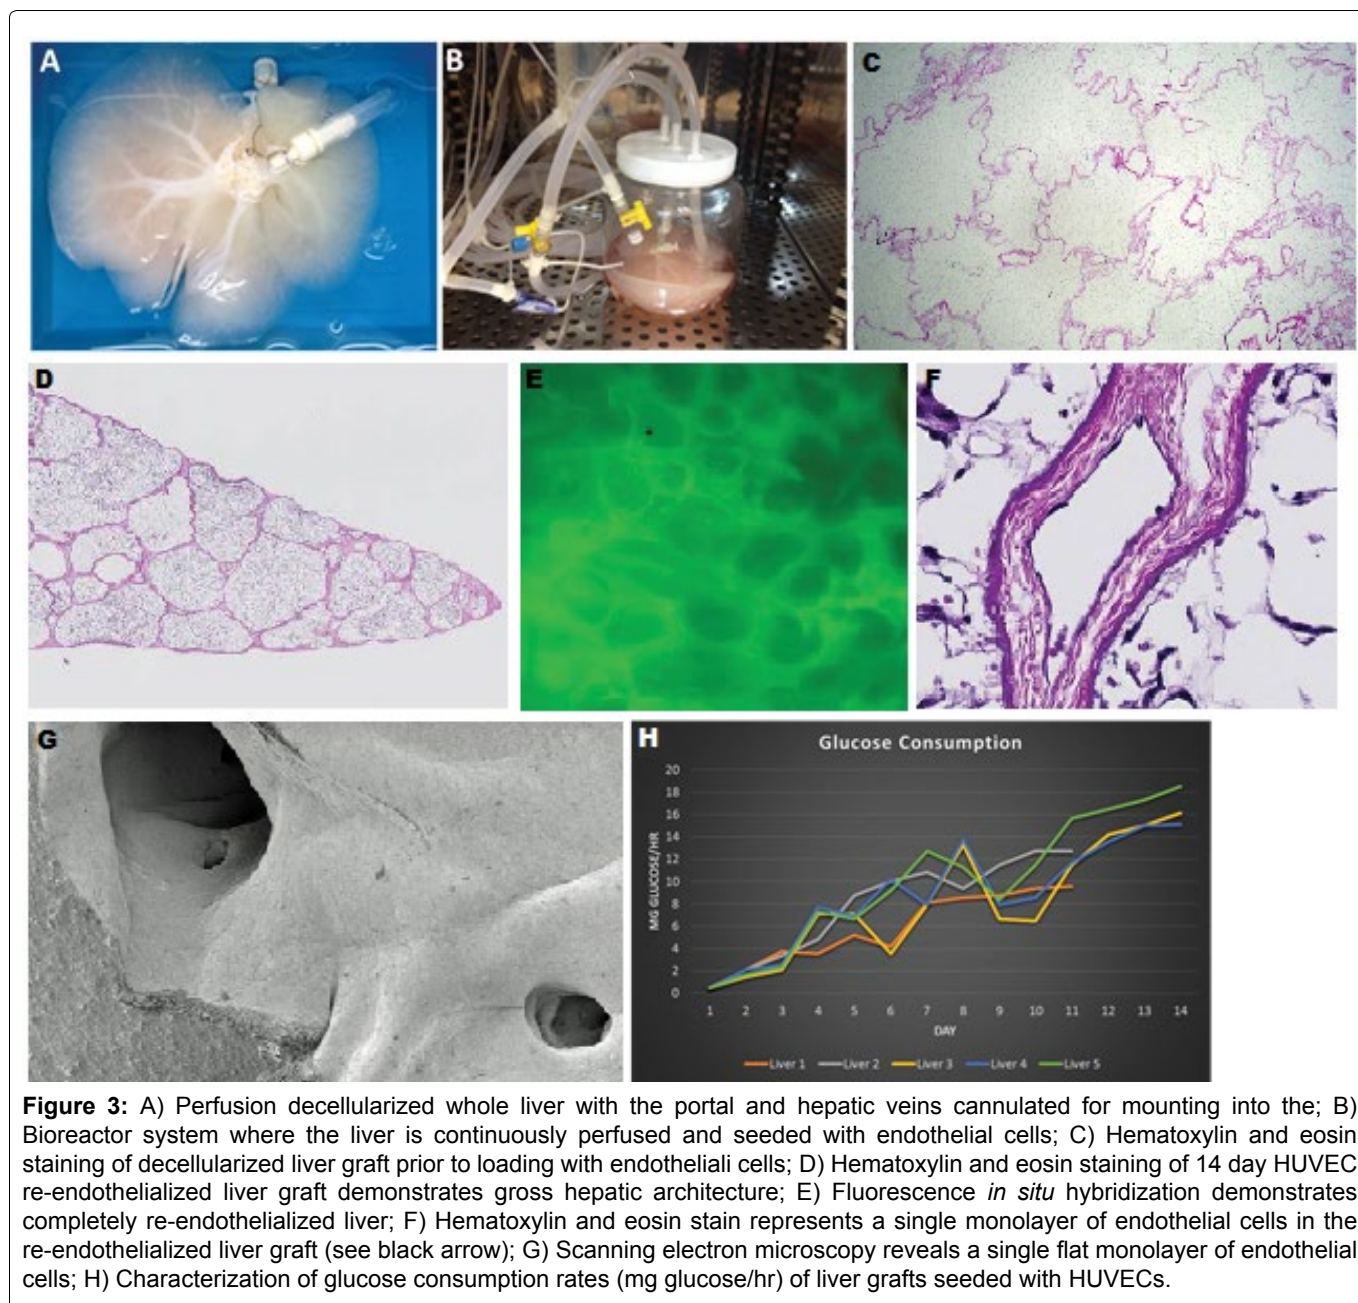 A
B
C
D
E
F
G
H
Glucose Consumption
MG GLUCOSE/HR
20
18
16
14
12
10
8
6
4
2
0
1 2 3 4 5 6 7 8 9 10 11 12 13 14
DAY
Liver 1 Liver 2 Liver 3 Liver 4 Liver 5
Figure 3: A) Perfusion decellularized whole liver with the portal and hepatic veins cannulated for mounting into the; B)
Bioreactor system where the liver is continuously perfused and seeded with endothelial cells; C) Hematoxylin and eosin
staining of decellularized liver graft prior to loading with endotheliali cells; D) Hematoxylin and eosin staining of 14 day HUVEC
re-endothelialized liver graft demonstrates gross hepatic architecture; E) Fluorescence in situ hybridization demonstrates
completely re-endothelialized liver; F) Hematoxylin and eosin stain represents a single monolayer of endothelial cells in the
re-endothelialized liver graft (see black arrow); G) Scanning electron microscopy reveals a single flat monolayer of endothelial
cells; H) Characterization of glucose consumption rates (mg glucose/hr) of liver grafts seeded with HUVECs.